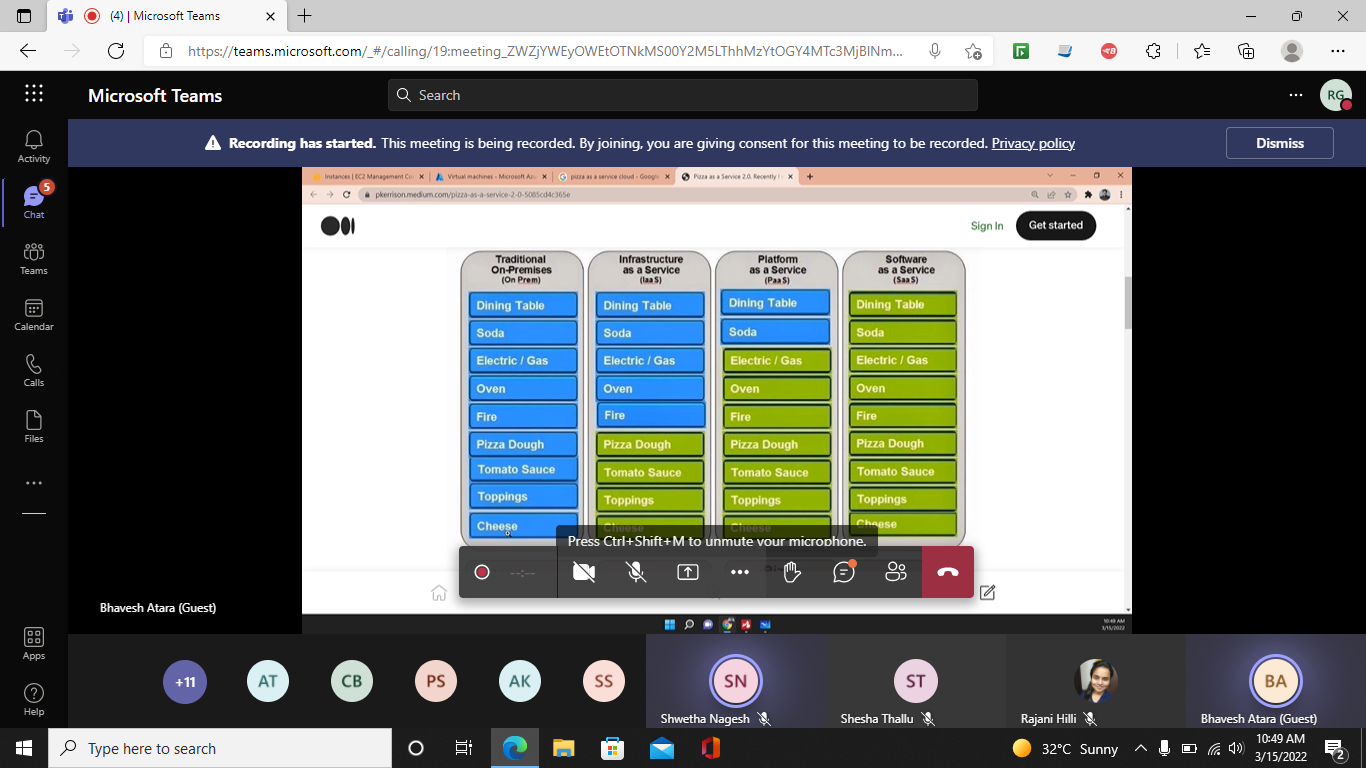 (4) | Microsoft Teams
https://teams.microsoft.com/_#/calling/19:meeting_ZWZjYWEyOWEtOTNkMS00Y2M5LThhMzYtOGY4MTc3MjBlNm...
Microsoft Teams
Search
RG
Recording has started. This meeting is being recorded. By joining, you are giving consent for this meeting to be recorded. Privacy policy
Dismiss
Activity
5
Chat
Teams
Calendar
Calls
Files
Apps
Help
Instances | EC2 Management Co
Virtual machines - Microsoft Azu
pizza as a service cloud - Google
Pizza as a Service 2.0. Recently I
pkerrison.medium.com/pizza-as-a-service-2-0-5085cd4c365e
Sign In
Get started
Traditional
On-Premises
(On Prem)
Dining Table
Soda
Electric / Gas
Oven
Fire
Pizza Dough
Tomato Sauce
Toppings
Cheese
Infrastructure
as a Service
(IaaS)
Dining Table
Soda
Electric / Gas
Oven
Fire
Pizza Dough
Tomato Sauce
Toppings
Cheese
Platform
as a Service
(PaaS)
Dining Table
Soda
Electric / Gas
Oven
Fire
Pizza Dough
Tomato Sauce
Toppings
Cheese
Software
as a Service
(SaaS)
Dining Table
Soda
Electric / Gas
Oven
Fire
Pizza Dough
Tomato Sauce
Toppings
Cheese
Press Ctrl+Shift+M to unmute your microphone.
--:--
Bhavesh Atara (Guest)
10:49 AM
3/15/2022
+11
AT
CB
PS
AK
SS
SN
Shwetha Nagesh
ST
Shesha Thallu
Rajani Hilli
BA
Bhavesh Atara (Guest)
Type here to search
32°C Sunny
10:49 AM
3/15/2022
2